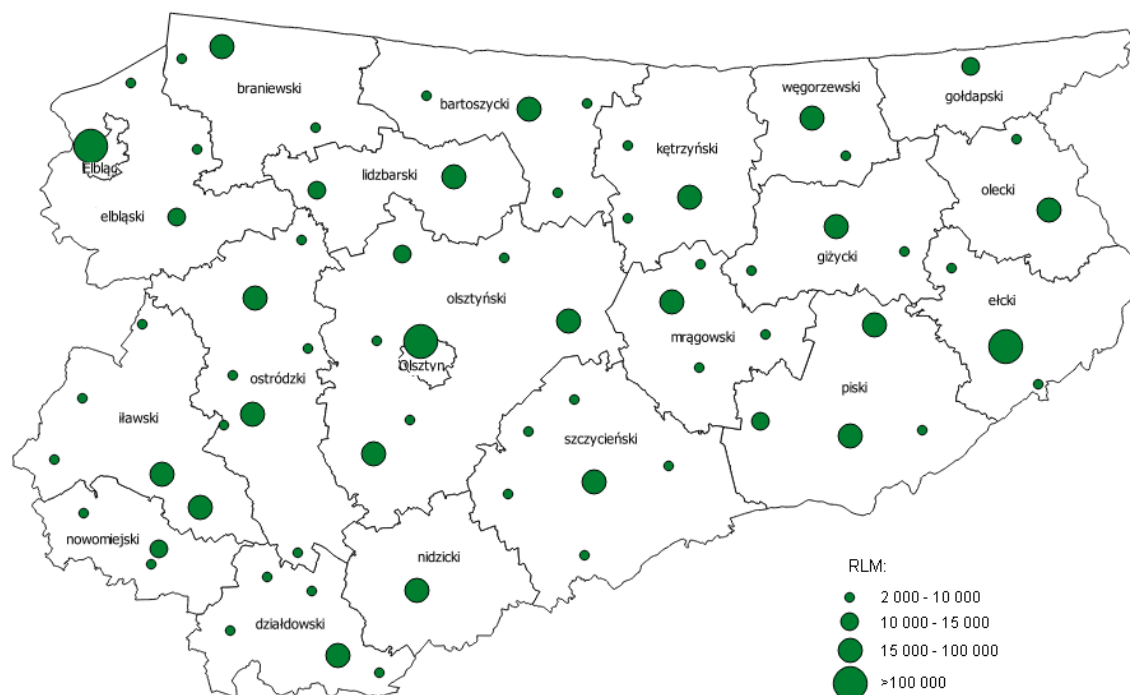 braniewski
bartoszycki
węgorzewski
gołdapski
kętrzyński
Elbląg
lidzbarski
olecki
elbląski
giżycki
olsztyński
ełcki
mrągowski
Olsztyn
ostródzki
piski
iławski
szczycieński
nowomiejski
nidzicki
działdowski
RLM:
2 000 - 10 000
10 000 - 15 000
15 000 - 100 000
>100 000